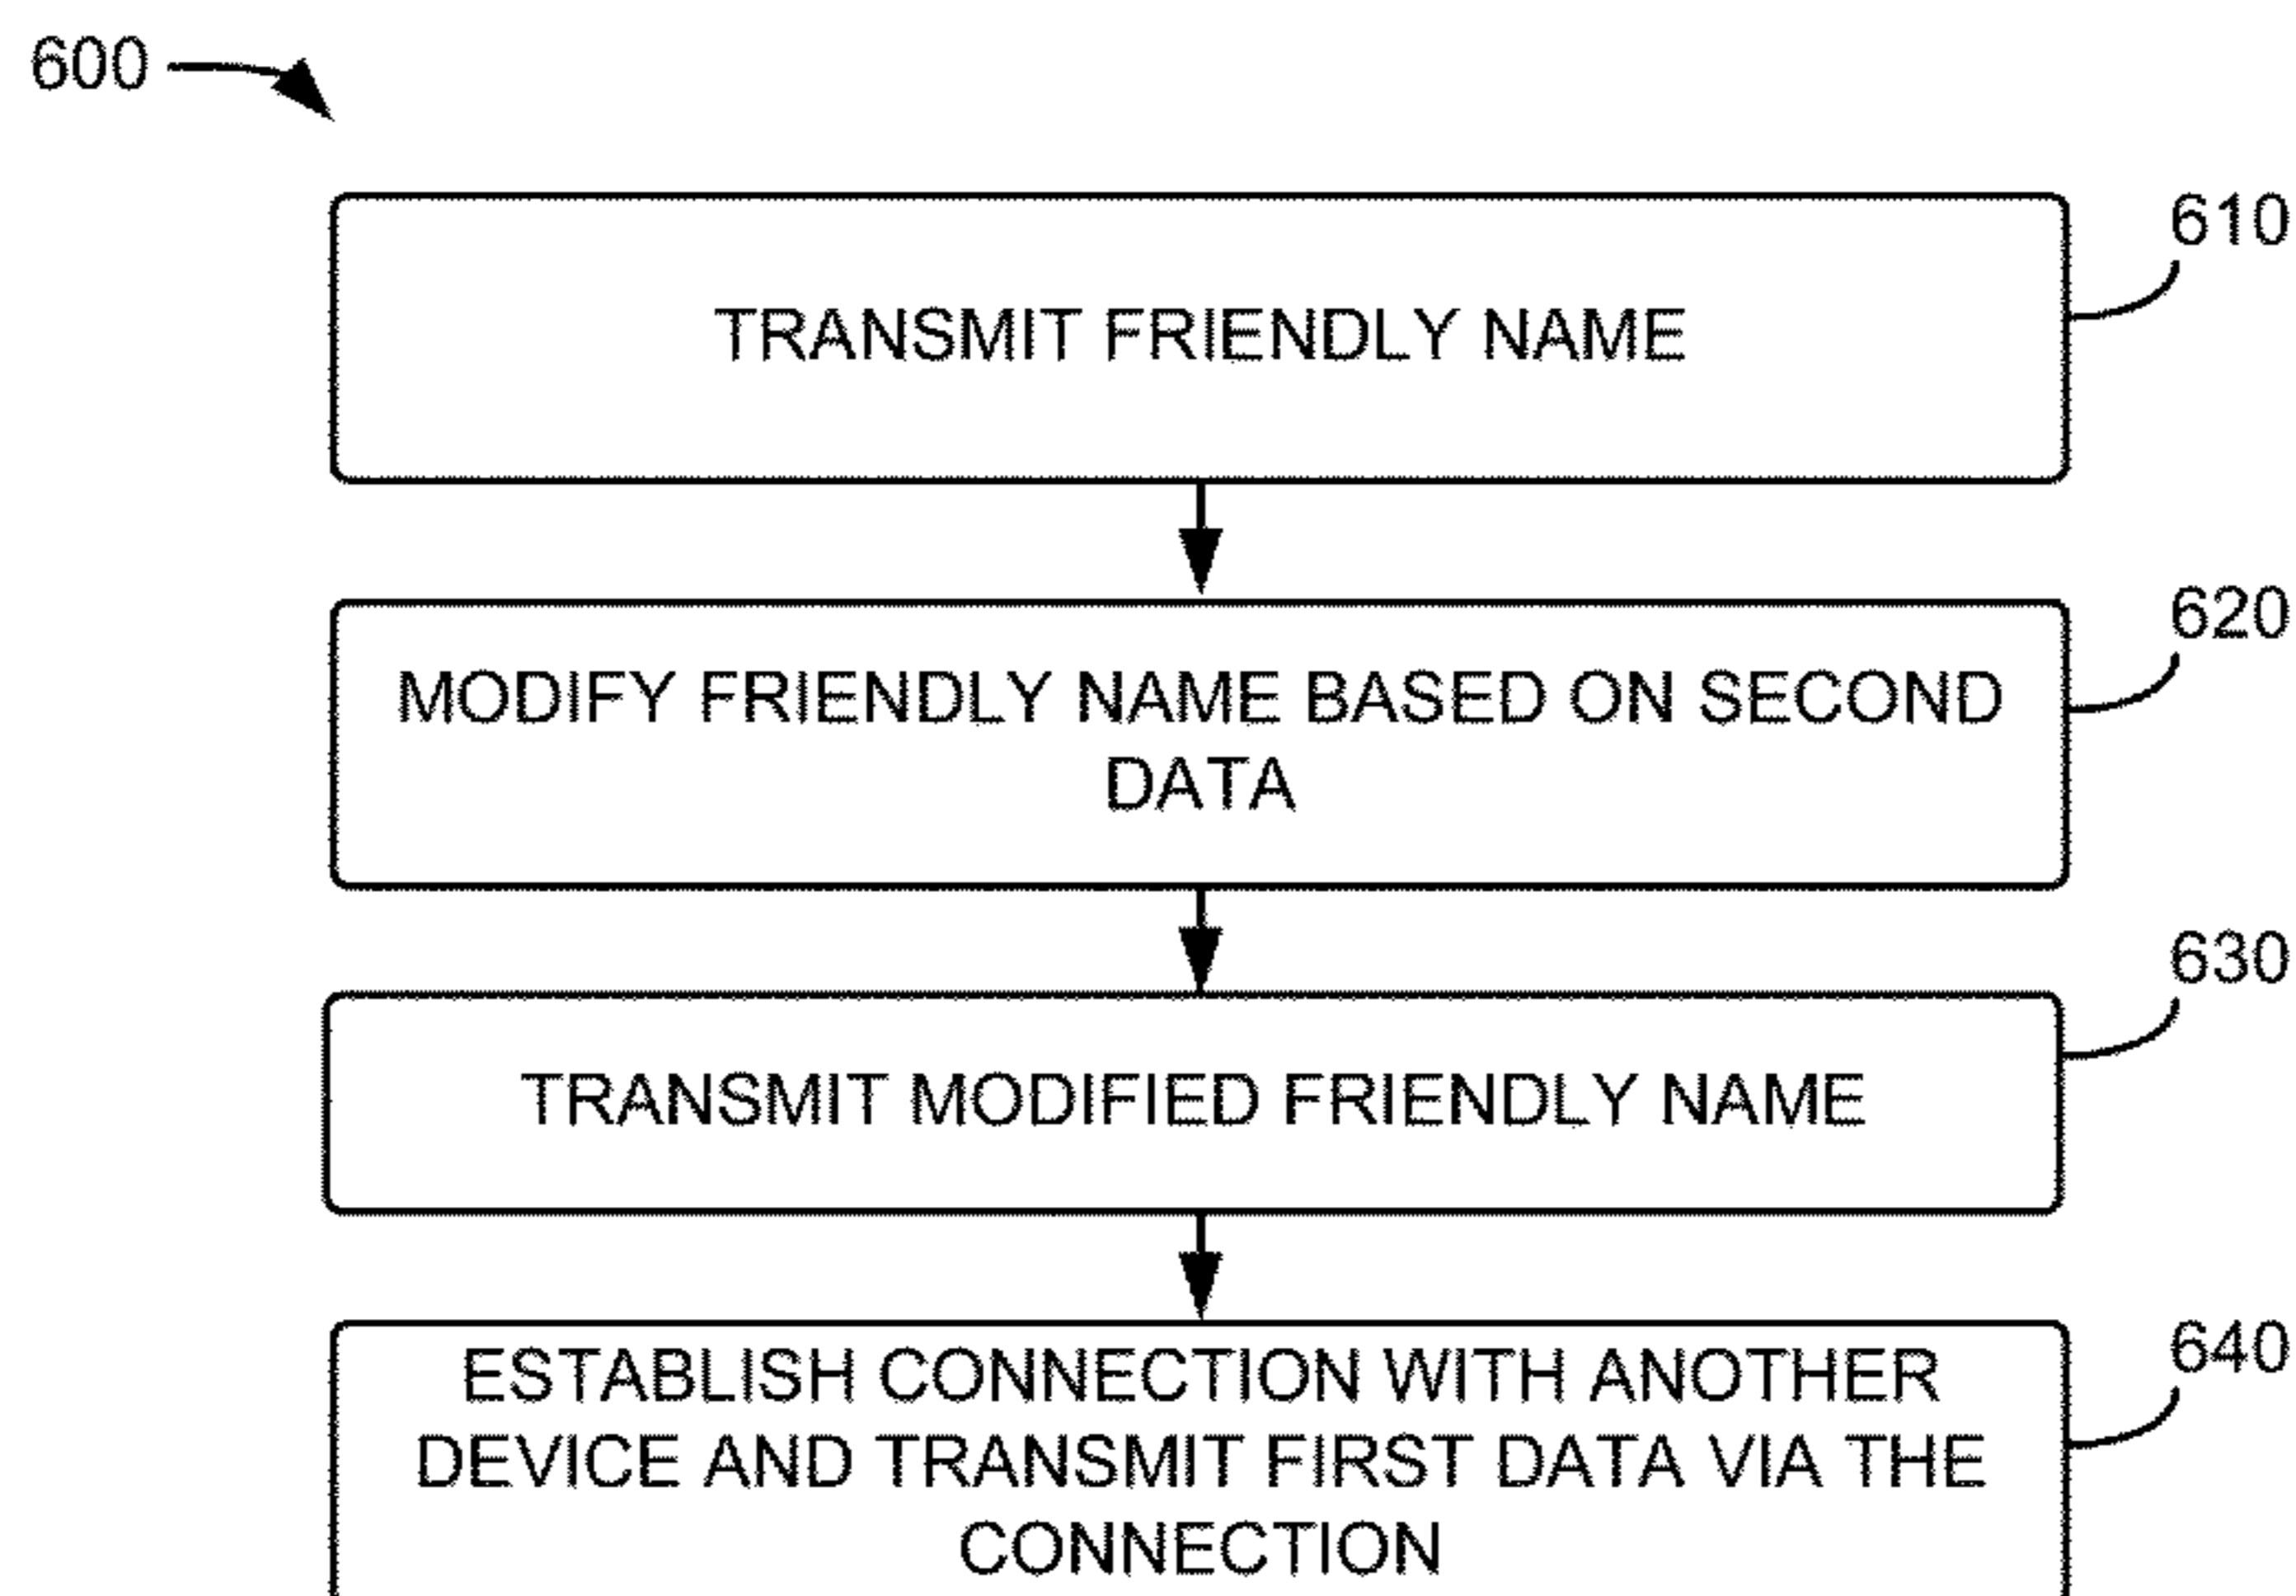 600
610
TRANSMIT FRIENDLY NAME
620
MODIFY FRIENDLY NAME BASED ON SECOND
DATA
630
TRANSMIT MODIFIED FRIENDLY NAME
640
ESTABLISH CONNECTION WITH ANOTHER
DEVICE AND TRANSMIT FIRST DATA VIA THE
CONNECTION